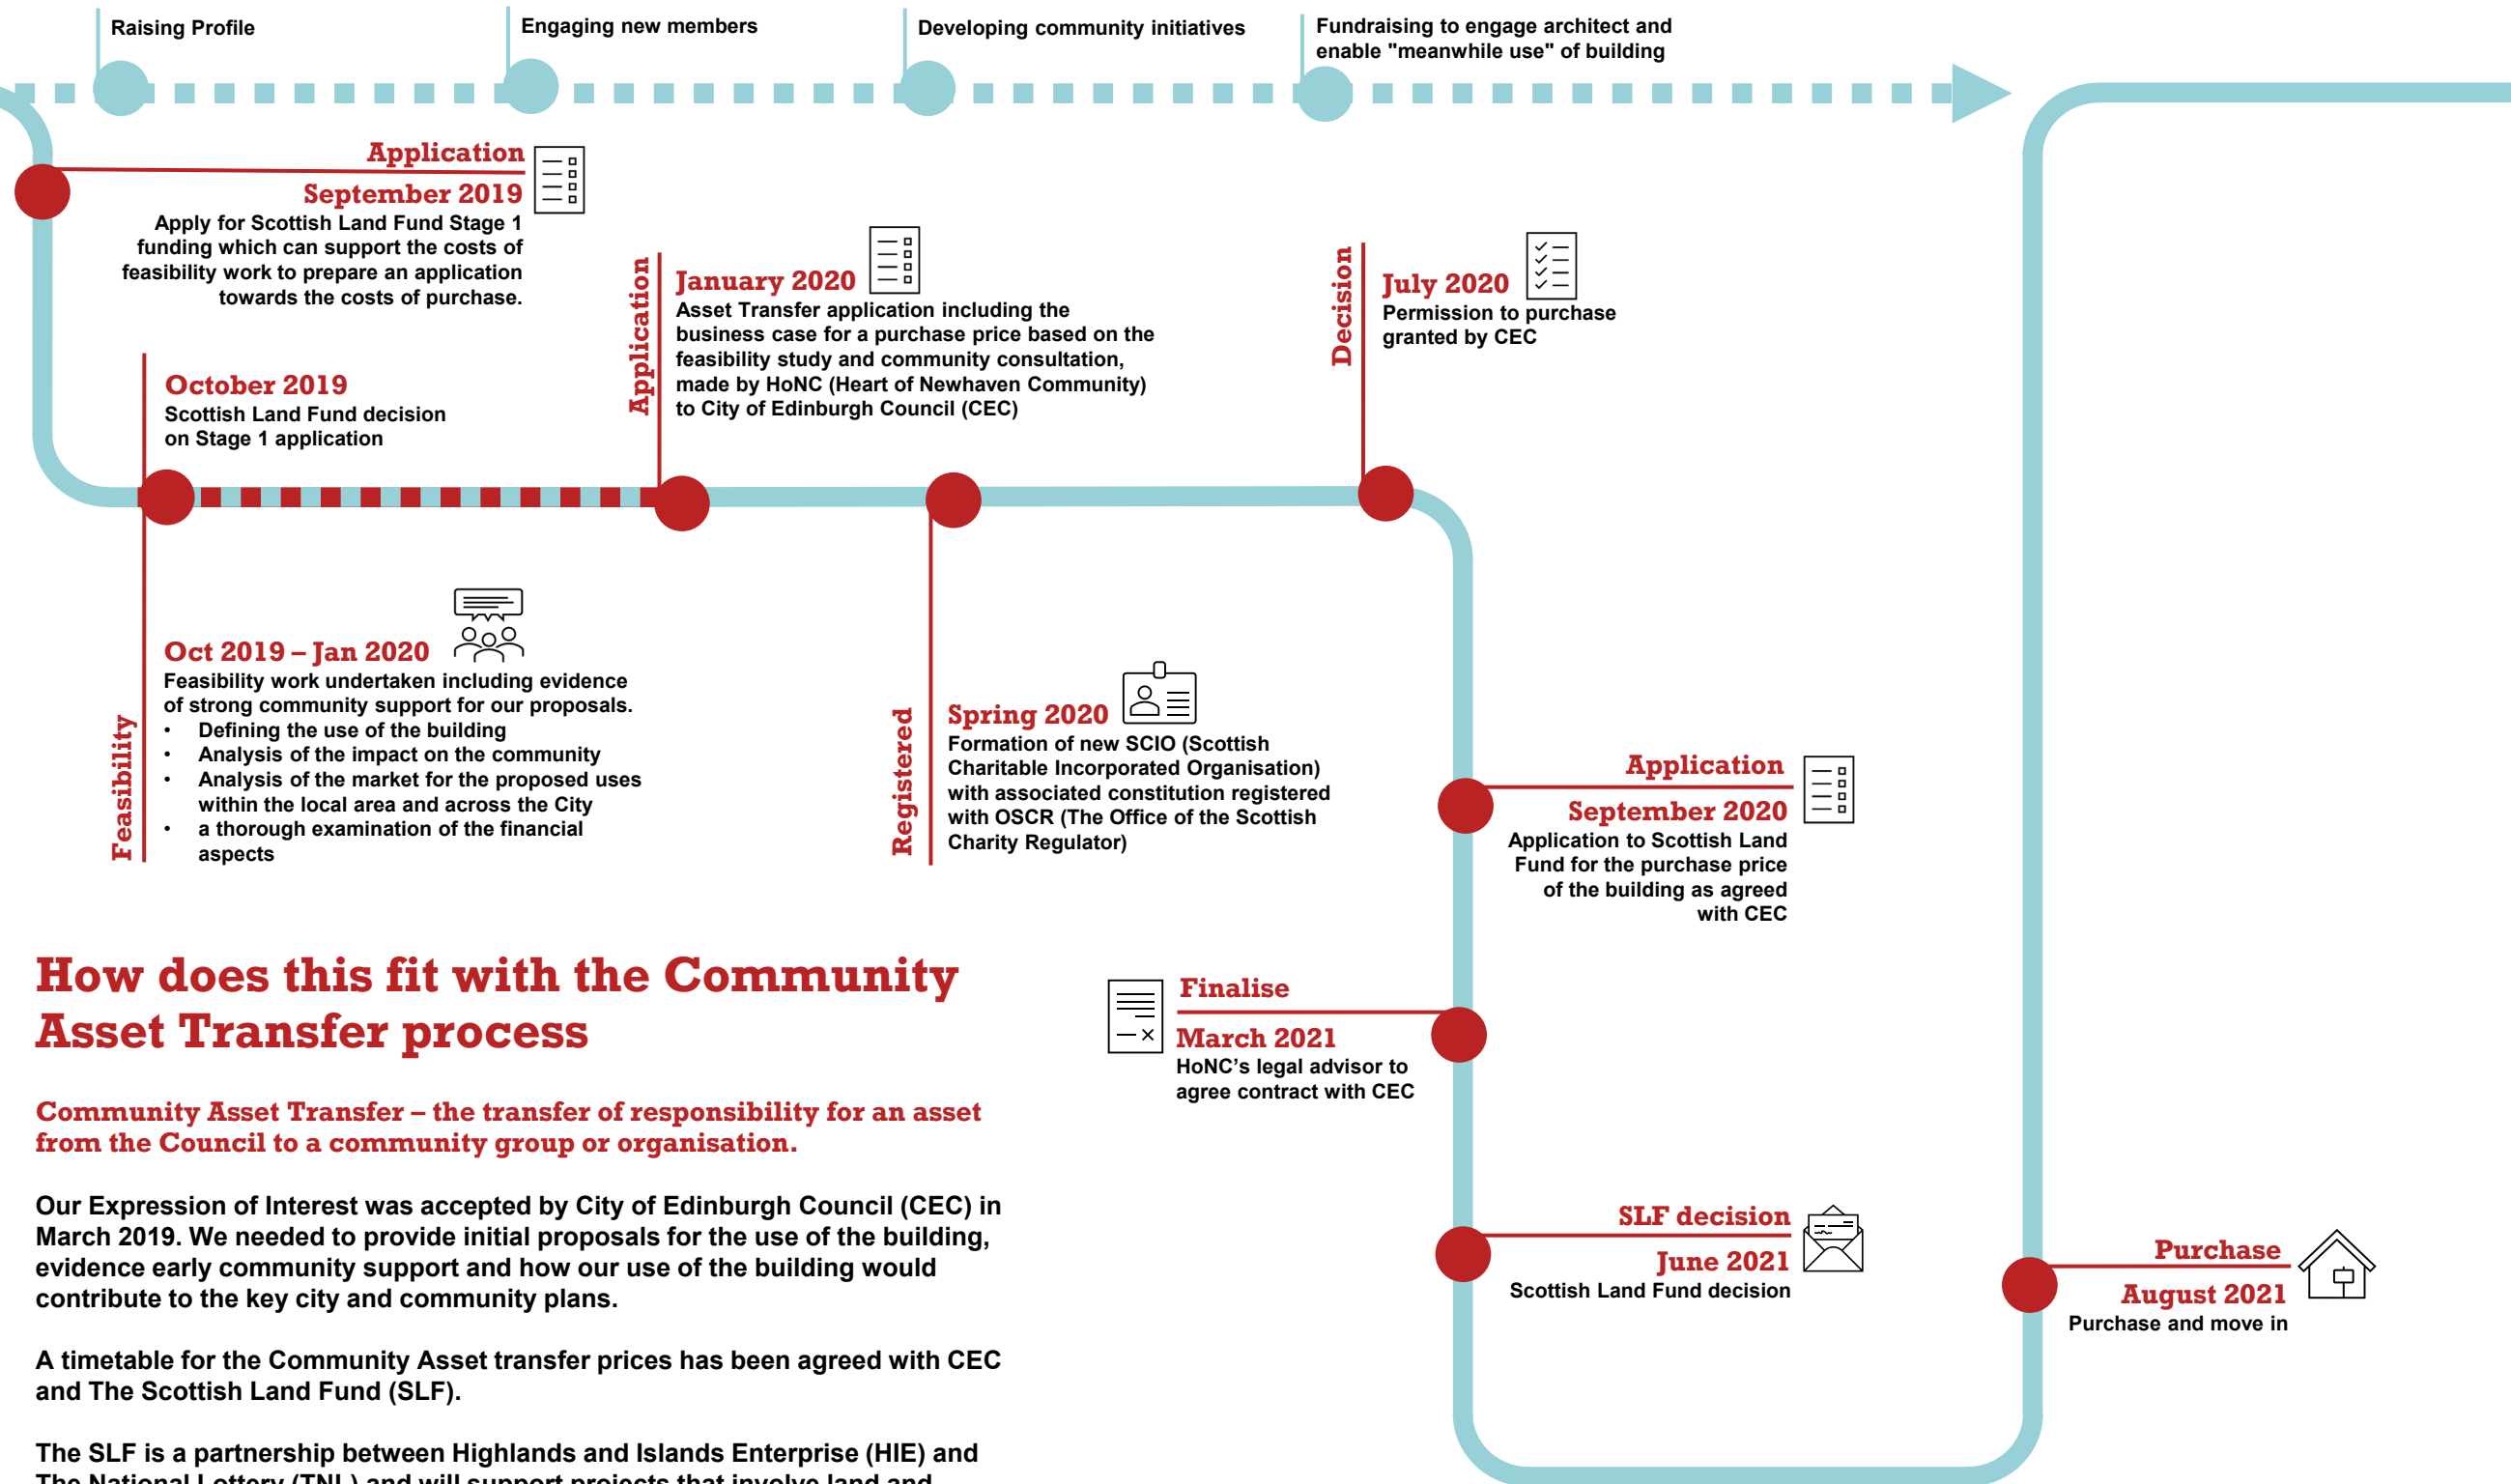 Raising Profile
Engaging new members
Developing community initiatives
Fundraising to engage architect and
enable "meanwhile use" of building
Application
September 2019
Apply for Scottish Land Fund Stage 1
funding which can support the costs of
feasibility work to prepare an application
towards the costs of purchase.
October 2019
Scottish Land Fund decision
on Stage 1 application
Feasibility
Oct 2019 – Jan 2020
Feasibility work undertaken including evidence
of strong community support for our proposals.
• Defining the use of the building
• Analysis of the impact on the community
• Analysis of the market for the proposed uses
within the local area and across the City
• a thorough examination of the financial
aspects
Application
January 2020
Asset Transfer application including the
business case for a purchase price based on the
feasibility study and community consultation,
made by HoNC (Heart of Newhaven Community)
to City of Edinburgh Council (CEC)
Registered
Spring 2020
Formation of new SCIO (Scottish
Charitable Incorporated Organisation)
with associated constitution registered
with OSCR (The Office of the Scottish
Charity Regulator)
Decision
July 2020
Permission to purchase
granted by CEC
Application
September 2020
Application to Scottish Land
Fund for the purchase price
of the building as agreed
with CEC
Finalise
March 2021
HoNC's legal advisor to
agree contract with CEC
SLF decision
June 2021
Scottish Land Fund decision
Purchase
August 2021
Purchase and move in
How does this fit with the Community
Asset Transfer process
Community Asset Transfer – the transfer of responsibility for an asset
from the Council to a community group or organisation.
Our Expression of Interest was accepted by City of Edinburgh Council (CEC) in
March 2019. We needed to provide initial proposals for the use of the building,
evidence early community support and how our use of the building would
contribute to the key city and community plans.
A timetable for the Community Asset transfer prices has been agreed with CEC
and The Scottish Land Fund (SLF).
The SLF is a partnership between Highlands and Islands Enterprise (HIE) and
The National Lottery (TNL) and will support projects that involve land and